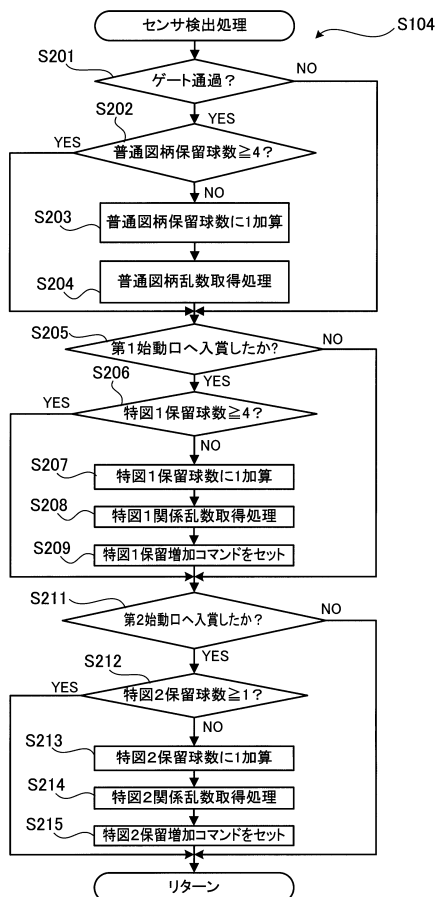 センサ検出処理
S104
S201
ゲート通過?
NO
YES
S202
普通図柄保留球数≧4?
YES
NO
S203
普通図柄保留球数に1加算
S204
普通図柄乱数取得処理
S205
第1始動口へ入賞したか?
NO
YES
S206
特図1保留球数≧4?
YES
NO
S207
特図1保留球数に1加算
S208
特図1関係乱数取得処理
S209
特図1保留増加コマンドをセット
S211
第2始動口へ入賞したか?
NO
YES
S212
特図2保留球数≧1?
YES
NO
S213
特図2保留球数に1加算
S214
特図2関係乱数取得処理
S215
特図2保留増加コマンドをセット
リターン